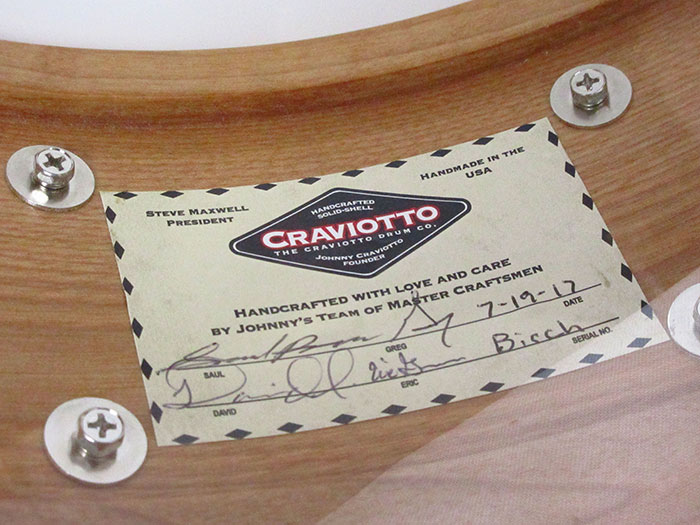 STEVE MAXWELL
PRESIDENT
HANDCRAFTED
SOLID-SHELL
CRAVIOTTO
THE CRAVIOTTO DRUM CO.
JOHNNY CRAVIOTTO
FOUNDER
HANDMADE IN THE
USA
HANDCRAFTED WITH LOVE AND CARE
BY JOHNNY'S TEAM OF MASTER CRAFTSMEN
7-19-17
SAUL GREG DATE
David Birch
DAVID ERIC SERIAL NO.